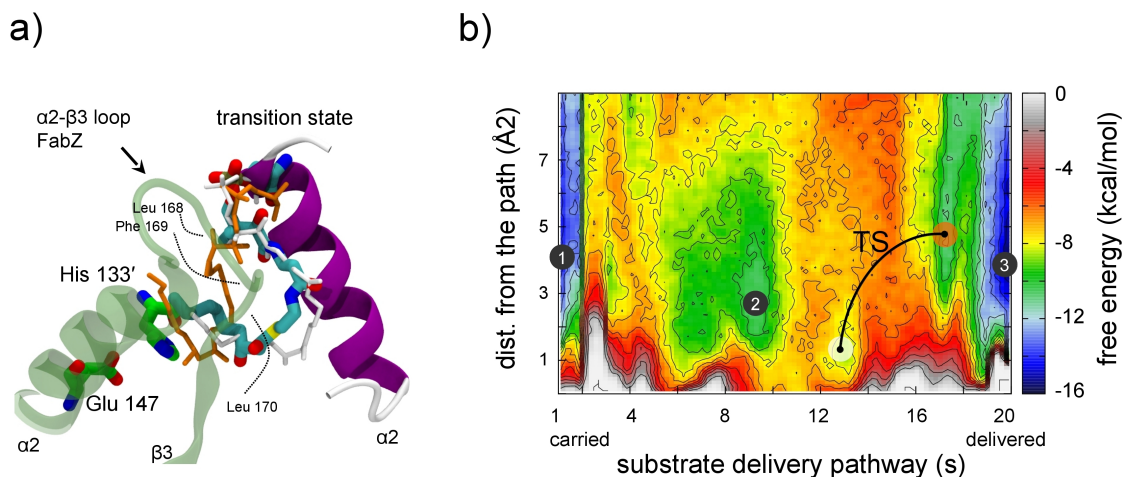 a)
α2-β3 loop
FabZ
transition state
Leu 168
Phe 169
His 133′
Glu 147
Leu 170
α2
β3
α2
b)
dist. from the path (Å2)
7
5
3
1
1
2
3
TS
1
4
8
12
16
20
carried
delivered
substrate delivery pathway (s)
0
-4
-8
-12
-16
free energy (kcal/mol)